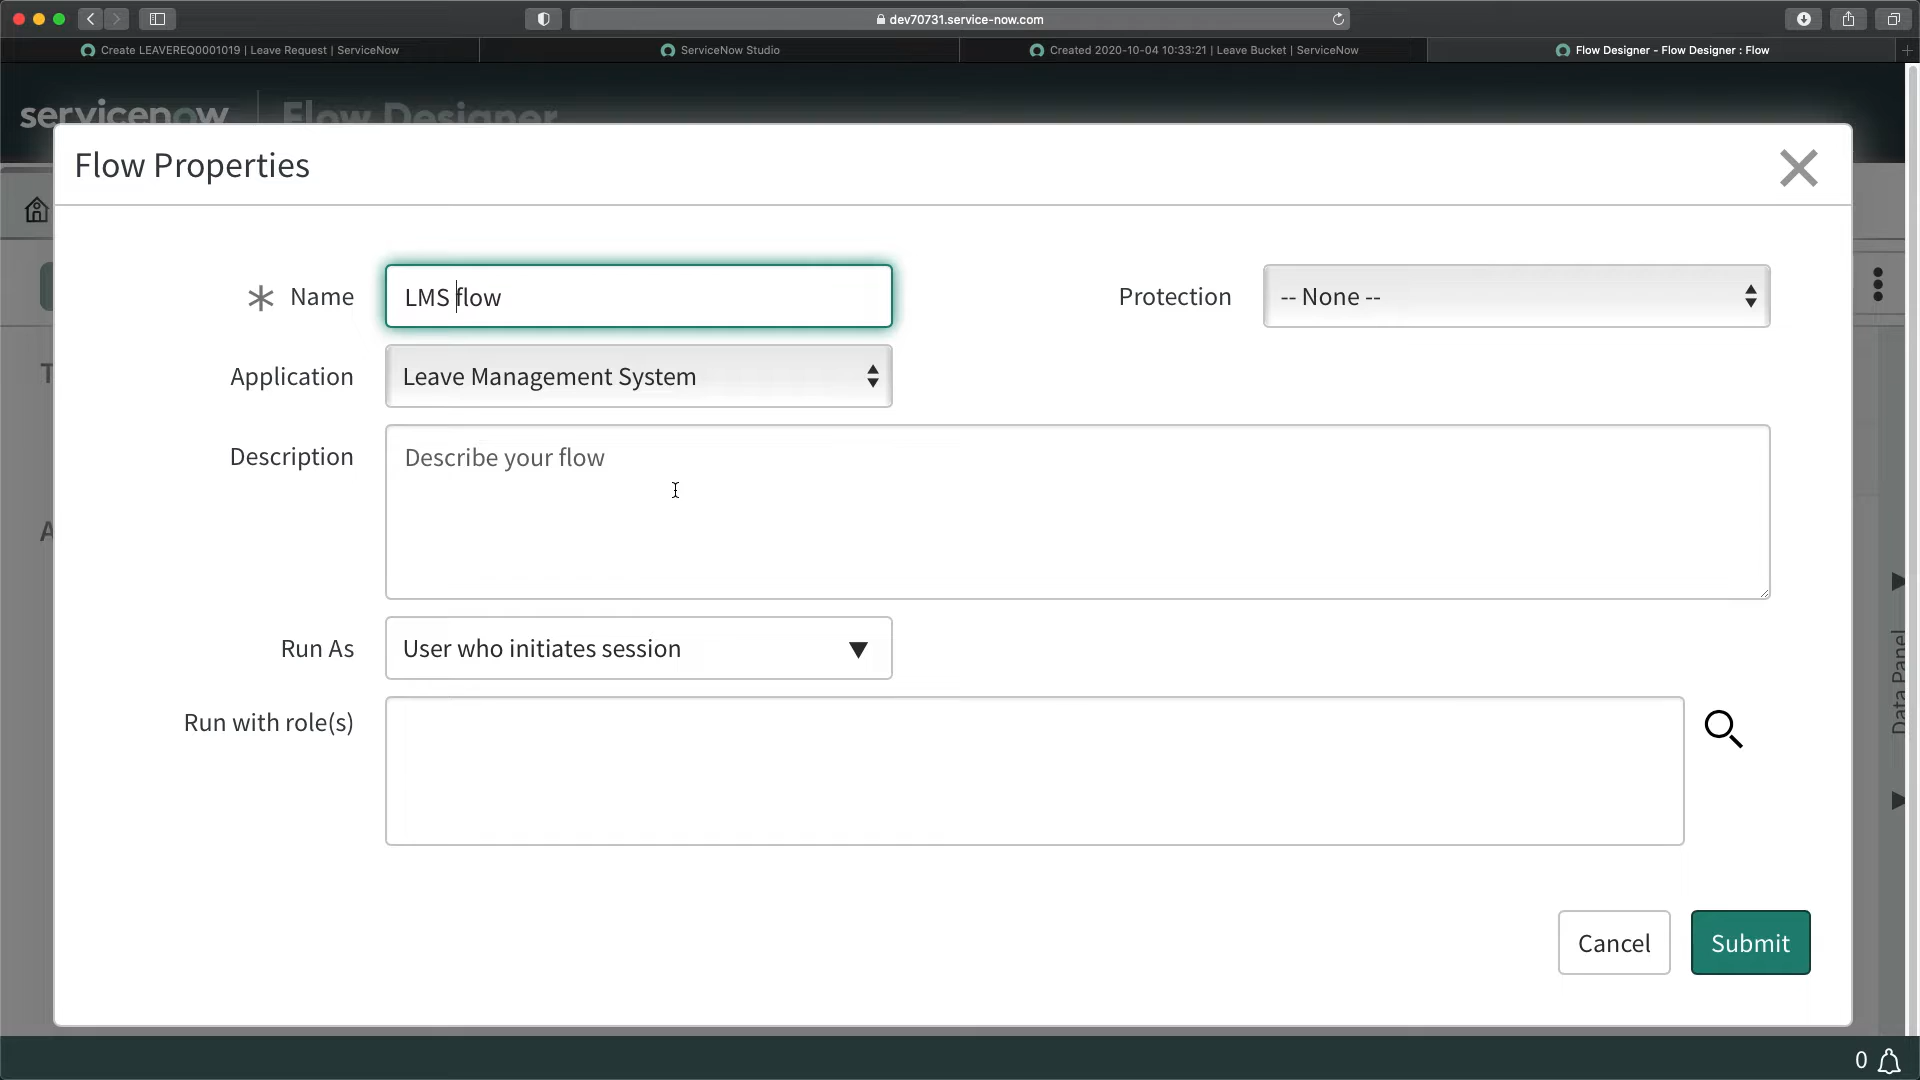 dev70731.service-now.com
Create LEAVEREQ0001019 | Leave Request | ServiceNow
ServiceNow Studio
Created 2020-10-04 10:33:21 | Leave Bucket | ServiceNow
Flow Designer - Flow Designer : Flow
servicenow
Flow Designer
Flow Properties
Name
LMS flow
Protection
-- None --
Application
Leave Management System
Description
Describe your flow
Run As
User who initiates session
Run with role(s)
Data Panel
Cancel
Submit
0